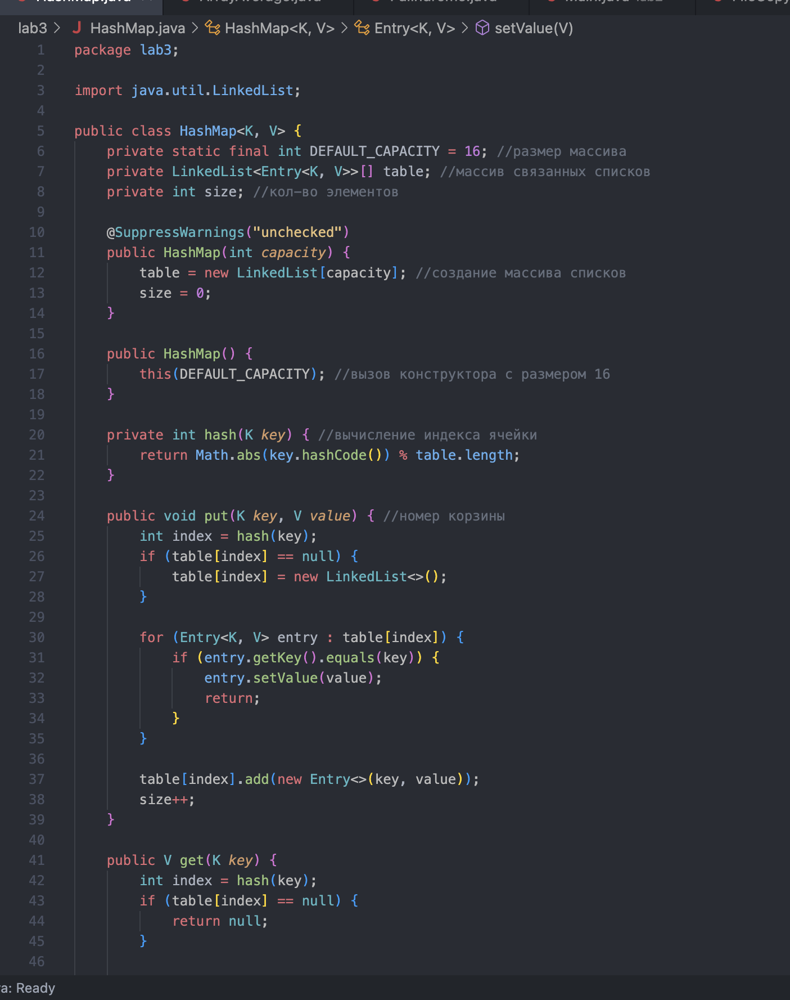 HashMap.java ArrayAverage.java Palindrome.java Main.java lab2
lab3 > J HashMap.java > HashMap<K, V> > Entry<K, V> > setValue(V)
1 package lab3;
2
3 import java.util.LinkedList;
4
5 public class HashMap<K, V> {
6 private static final int DEFAULT_CAPACITY = 16; //размер массива
7 private LinkedList<Entry<K, V>>[] table; //массив связанных списков
8 private int size; //кол-во элементов
9
10 @SuppressWarnings("unchecked")
11 public HashMap(int capacity) {
12 table = new LinkedList[capacity]; //создание массива списков
13 size = 0;
14 }
15
16 public HashMap() {
17 this(DEFAULT_CAPACITY); //вызов конструктора с размером 16
18 }
19
20 private int hash(K key) { //вычисление индекса ячейки
21 return Math.abs(key.hashCode()) % table.length;
22 }
23
24 public void put(K key, V value) { //номер корзины
25 int index = hash(key);
26 if (table[index] == null) {
27 table[index] = new LinkedList<>();
28 }
29
30 for (Entry<K, V> entry : table[index]) {
31 if (entry.getKey().equals(key)) {
32 entry.setValue(value);
33 return;
34 }
35 }
36
37 table[index].add(new Entry<>(key, value));
38 size++;
39 }
40
41 public V get(K key) {
42 int index = hash(key);
43 if (table[index] == null) {
44 return null;
45 }
46
a: Ready